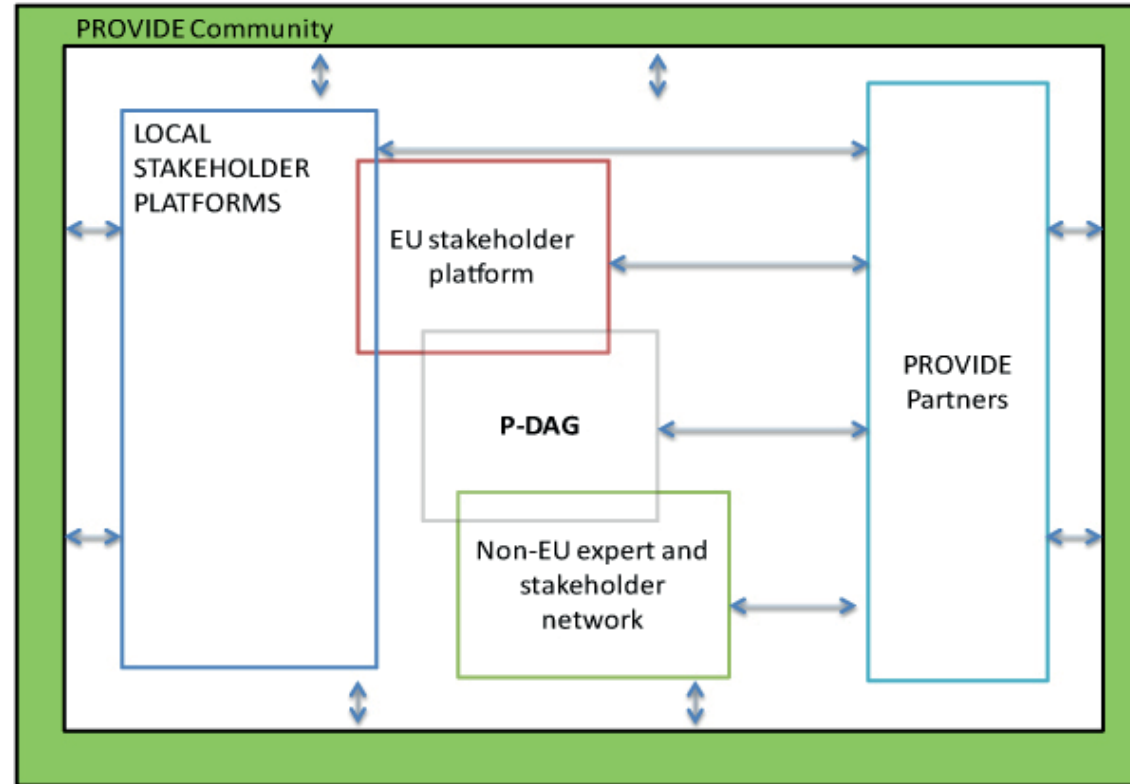 PROVIDE Community
LOCAL
STAKEHOLDER
PLATFORMS
EU stakeholder
platform
PROVIDE
Partners
P-DAG
Non-EU expert and
stakeholder
network